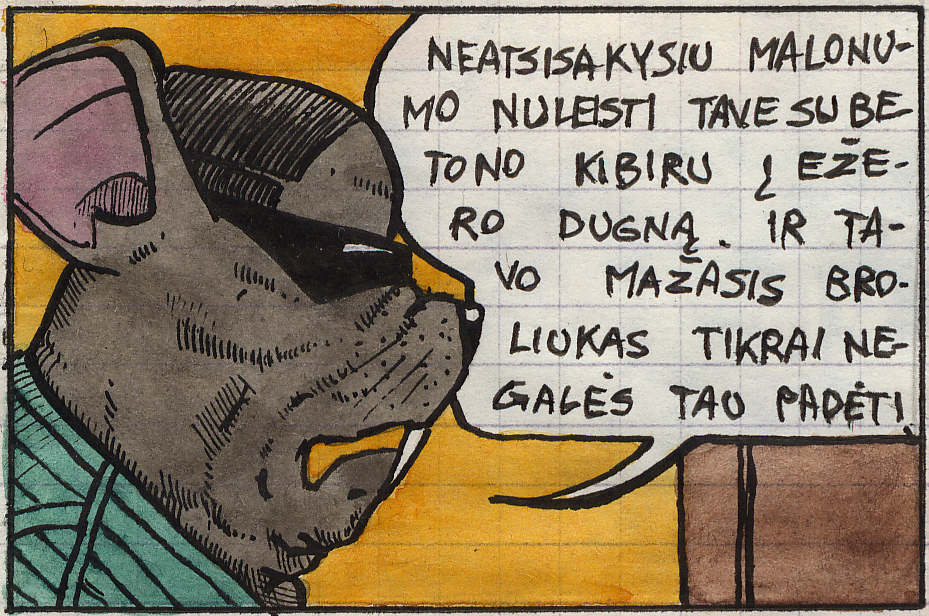 NEATSISAKYSIU MALONU-
MO NULEISTI TAVE SU BE-
TONO KIBIRU Į EŽE-
RO DUGNĄ. IR TA-
VO MAŽASIS BRO-
LIUKAS TIKRAI NE-
GALĖS TAU PADĖTI